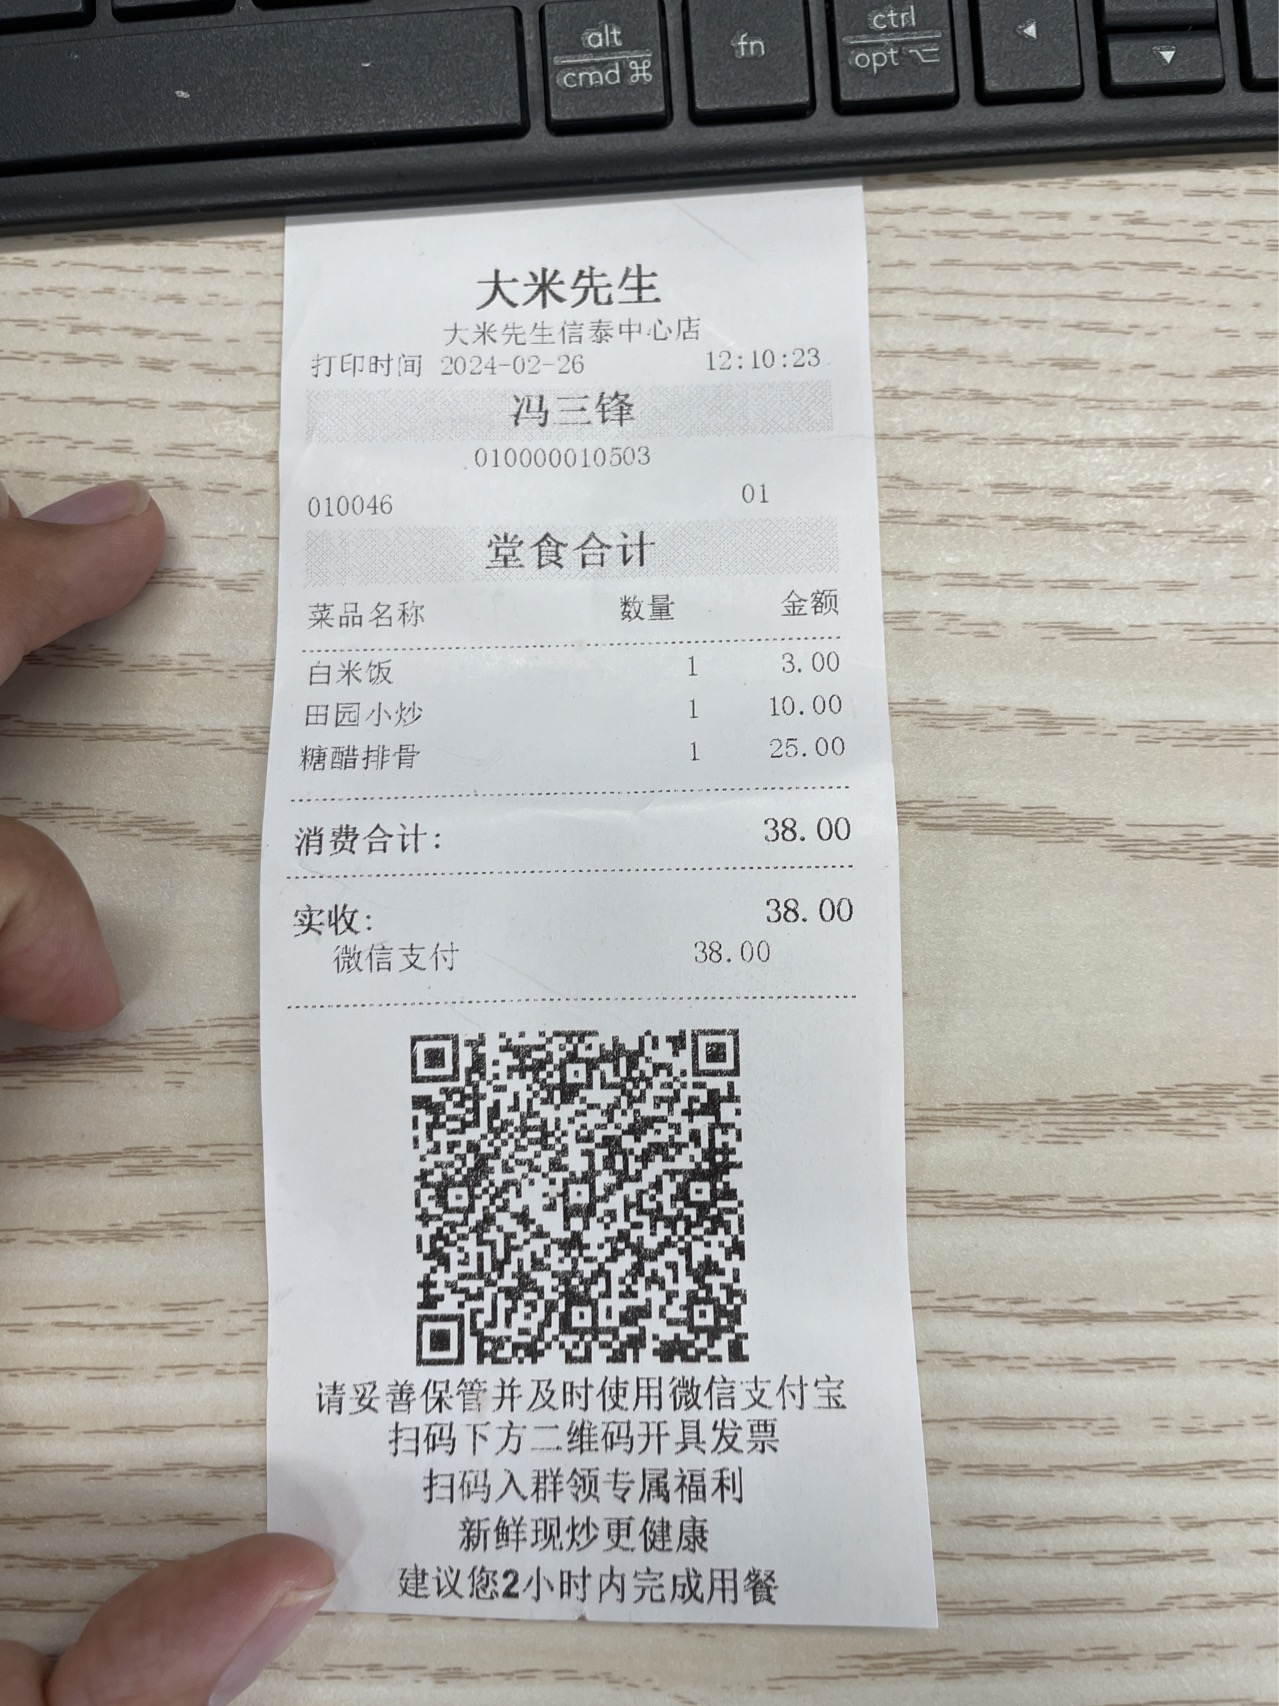 alt
cmd ⌘
fn
ctrl
opt ⌥
大米先生
大米先生信泰中心店
打印时间 2024-02-26 12:10:23
冯三锋
010000010503
010046 01
堂食合计
菜品名称 数量 金额
白米饭 1 3.00
田园小炒 1 10.00
糖醋排骨 1 25.00
消费合计: 38.00
实收: 38.00
微信支付 38.00
请妥善保管并及时使用微信支付宝
扫码下方二维码开具发票
扫码入群领专属福利
新鲜现炒更健康
建议您2小时内完成用餐